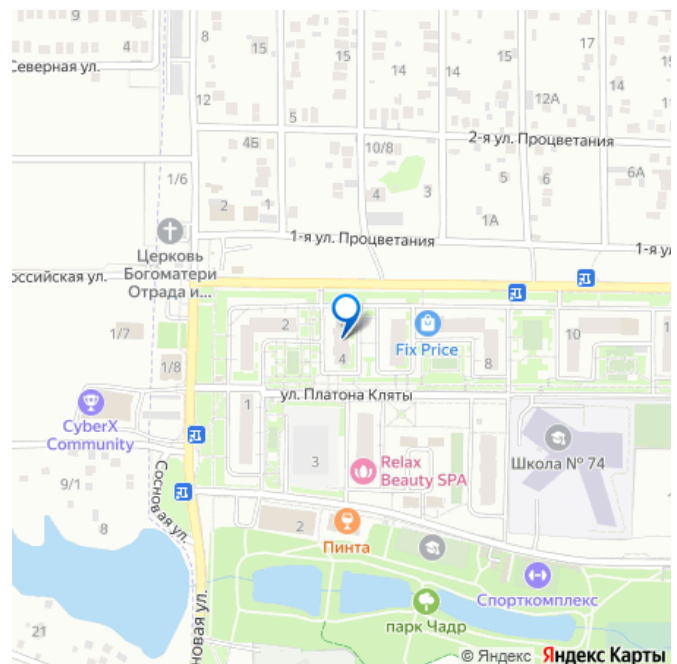 9
8
15
17
4
15
15
Северная ул.
14
14
14
12
12А
5
2-я ул. Процветания
4Б
10/8
6А
1/6
5
6
4
3
2
1
1А
1-я ул. Процветания
Церковь
Богоматери
Отрада и...
оссийская ул.
1/7
2
10
4
Fix Price
8
1/8
ул. Платона Кляты
1
CyberX
Community
3
Школа № 74
Relax
Beauty SPA
9/1
Сосновая ул.
8
2
Пинта
Спорткомплекс
парк Чадр
новая ул.
21
© Яндекс Яндекс Карты